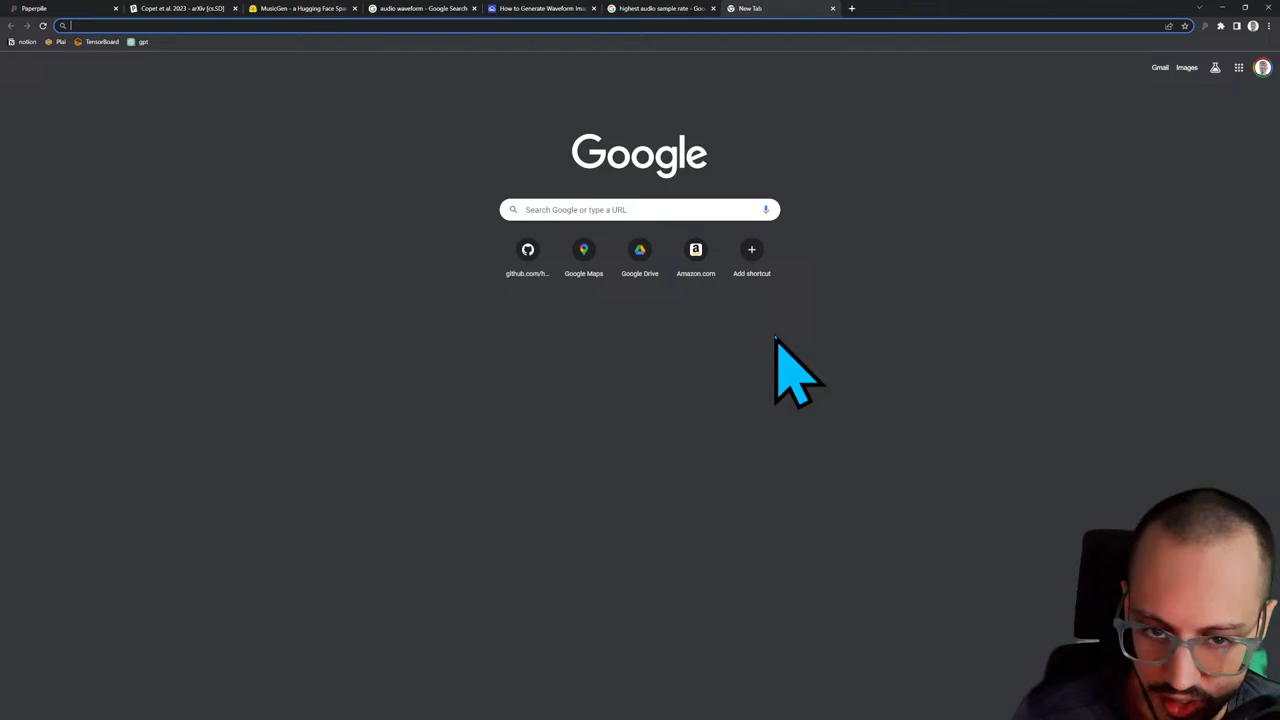 Paperpile
Copet et al. 2023 - arXiv [cs.SD]
MusicGen - a Hugging Face Spa
audio waveform - Google Search
How to Generate Waveform Ima
highest audio sample rate - Goo
New Tab
notion
Plai
TensorBoard
gpt
Gmail
Images
Google
Search Google or type a URL
github.com/h...
Google Maps
Google Drive
Amazon.com
Add shortcut